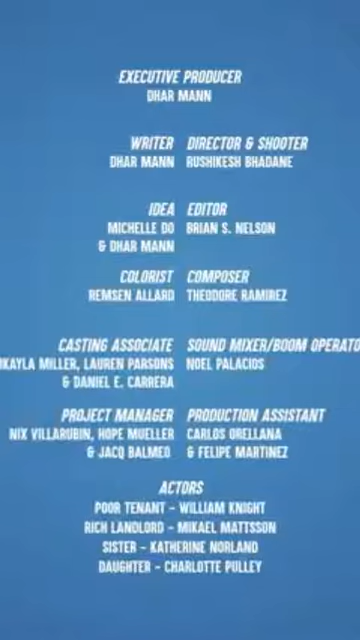 EXECUTIVE PRODUCER
DHAR MANN
WRITER DIRECTOR & SHOOTER
DHAR MANN RUSHIKESH BHADANE
IDEA EDITOR
MICHELLE DO BRIAN S. NELSON
& DHAR MANN
COLORIST COMPOSER
REMSEN ALLARD THEODORE RAMIREZ
CASTING ASSOCIATE SOUND MIXER/BOOM OPERATO
IKAYLA MILLER, LAUREN PARSONS NOEL PALACIOS
& DANIEL E. CARRERA
PROJECT MANAGER PRODUCTION ASSISTANT
NIX VILLARUBIN, HOPE MUELLER CARLOS ORELLANA
& JACQ BALMEO & FELIPE MARTINEZ
ACTORS
POOR TENANT - WILLIAM KNIGHT
RICH LANDLORD - MIKAEL MATTSSON
SISTER - KATHERINE NORLAND
DAUGHTER - CHARLOTTE PULLEY